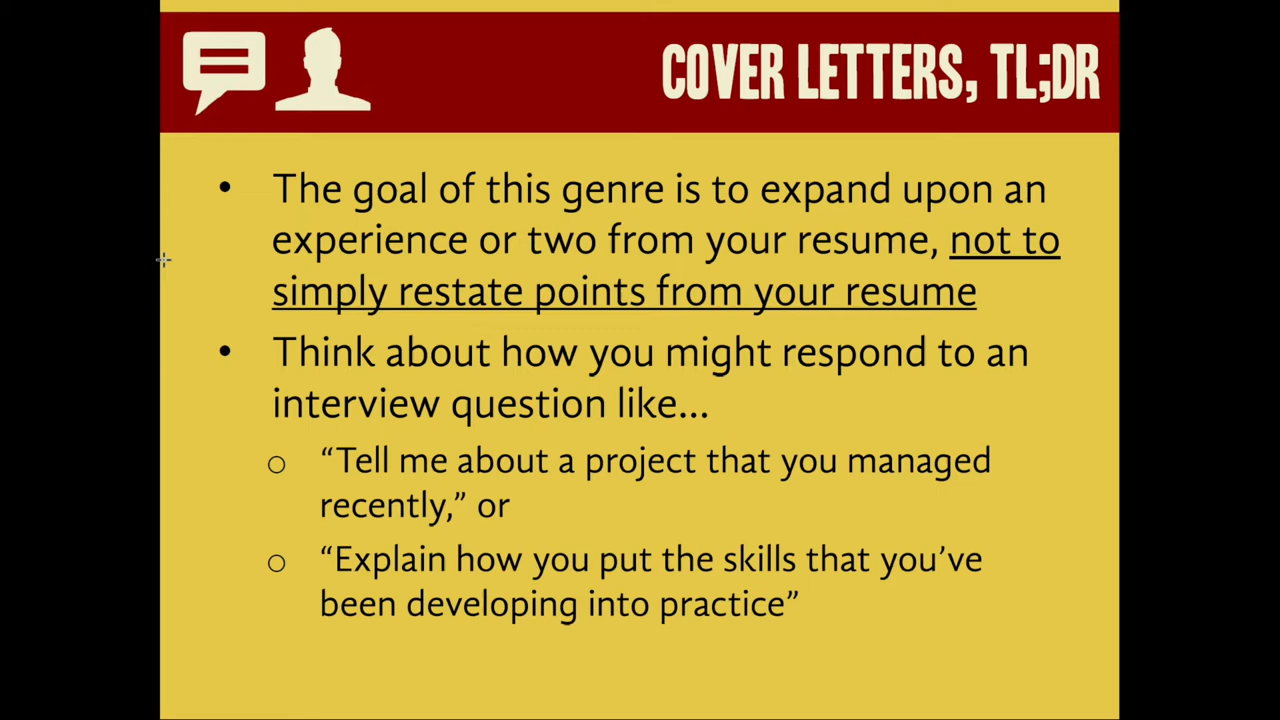 COVER LETTERS, TL;DR
• The goal of this genre is to expand upon an
experience or two from your resume, not to
simply restate points from your resume
• Think about how you might respond to an
interview question like...
o “Tell me about a project that you managed
recently,” or
o “Explain how you put the skills that you’ve
been developing into practice”